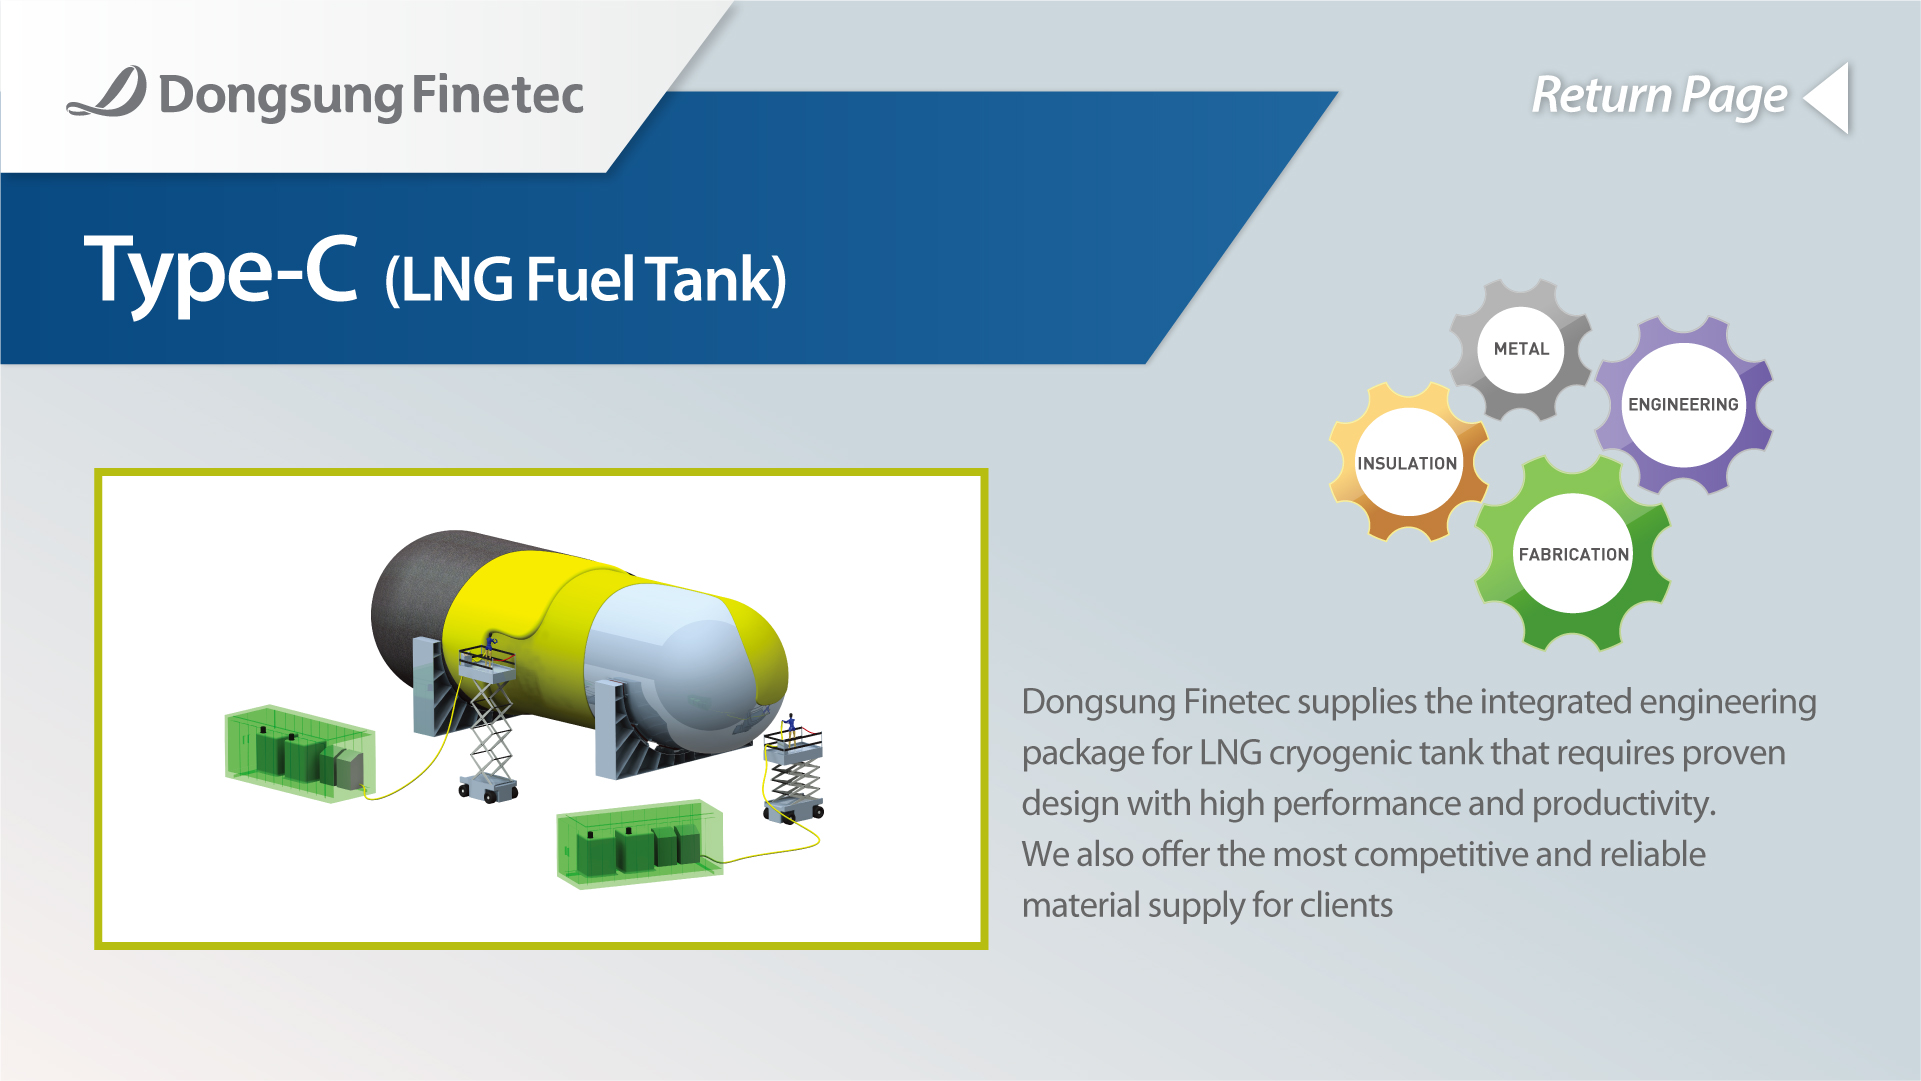 Dongsung Finetec
Return Page
Type-C (LNG Fuel Tank)
METAL
ENGINEERING
INSULATION
FABRICATION
Dongsung Finetec supplies the integrated engineering
package for LNG cryogenic tank that requires proven
design with high performance and productivity.
We also offer the most competitive and reliable
material supply for clients